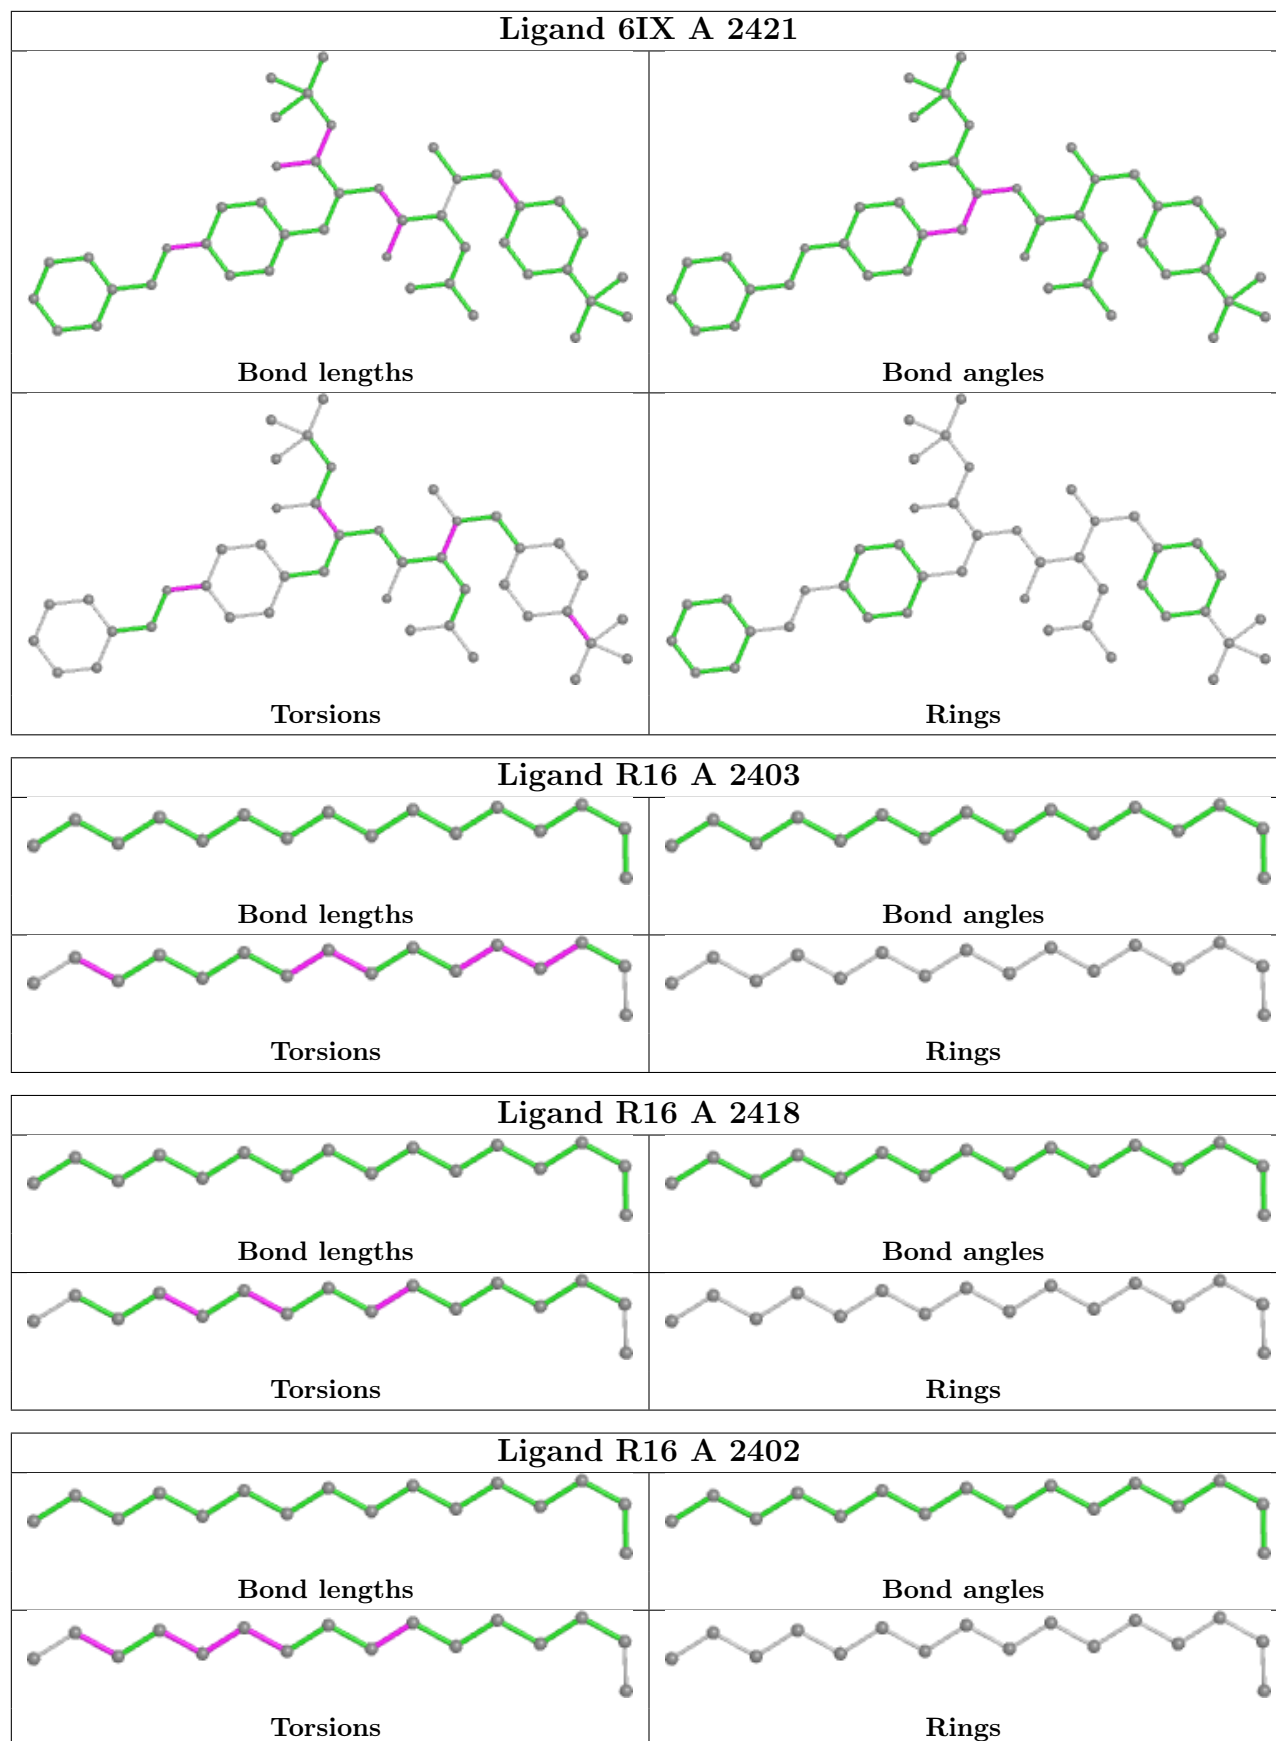 Ligand 6IX A 2421
Bond lengths
Bond angles
Torsions
Rings
Ligand R16 A 2403
Bond lengths
Bond angles
Torsions
Rings
Ligand R16 A 2418
Bond lengths
Bond angles
Torsions
Rings
Ligand R16 A 2402
Bond lengths
Bond angles
Torsions
Rings